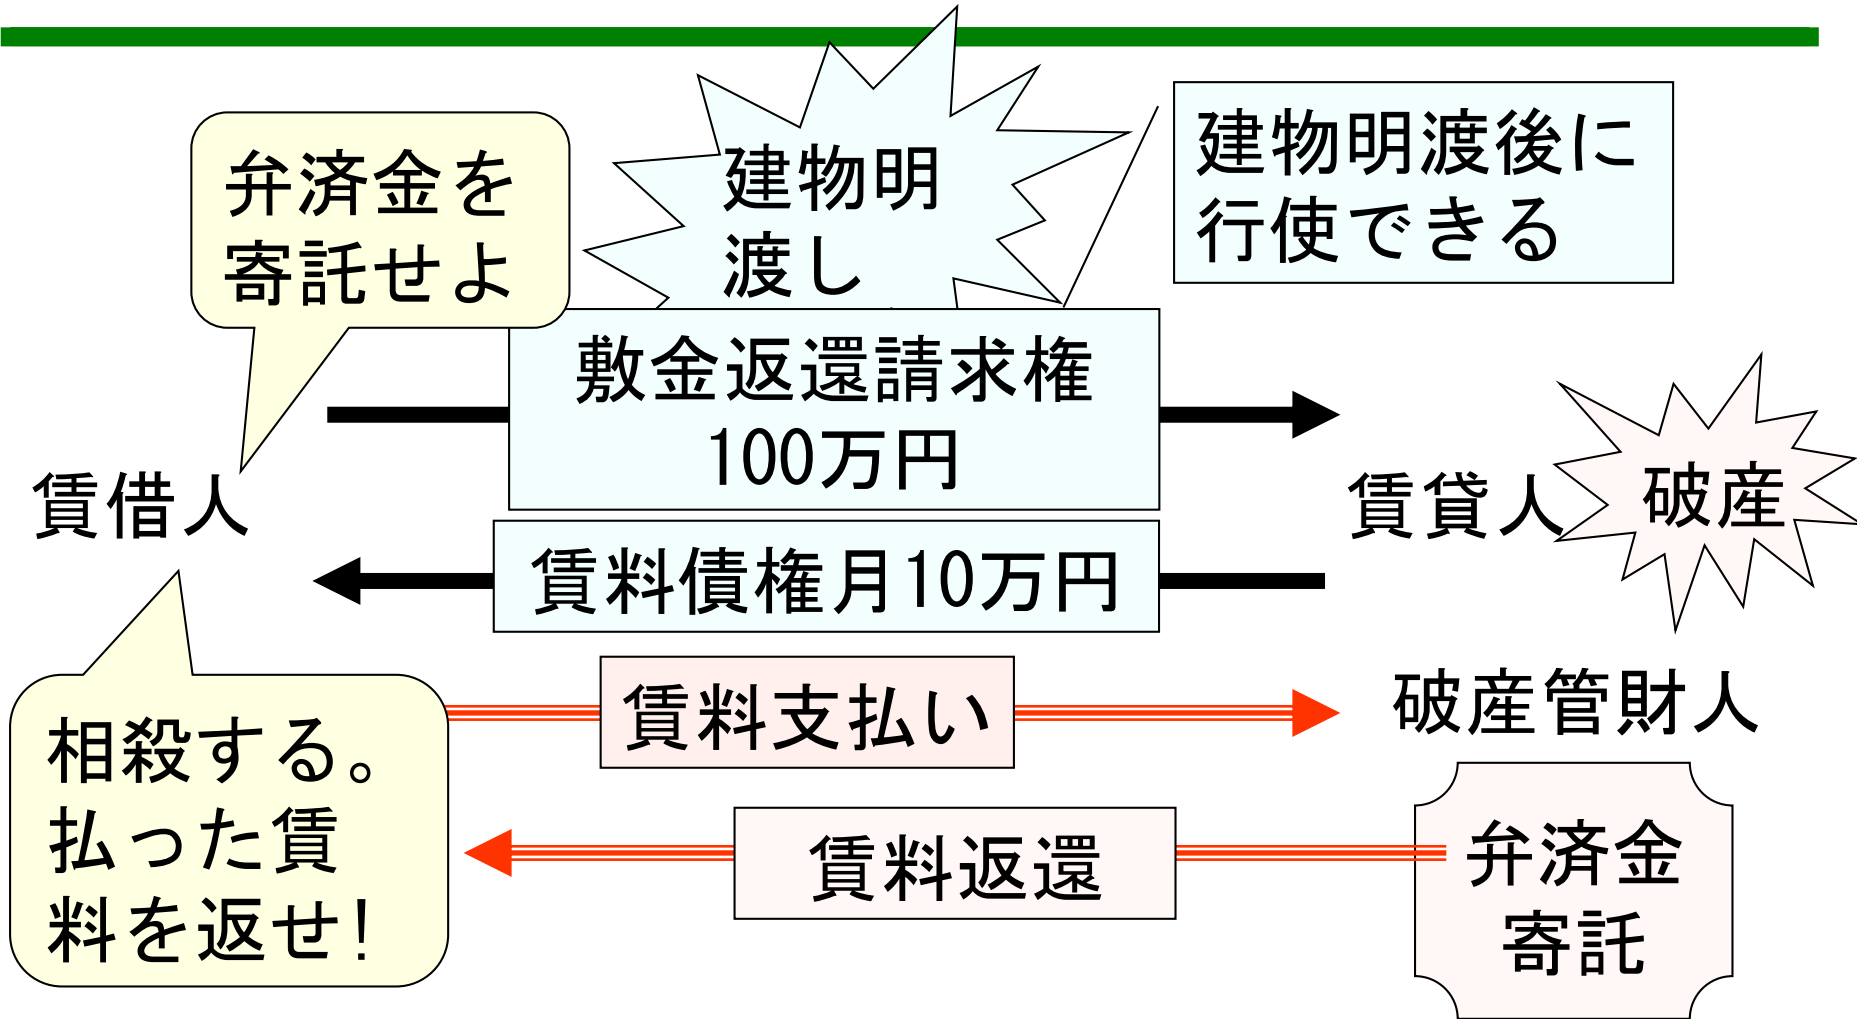 弁済金を
寄託せよ
建物明
渡し
建物明渡後に
行使できる
敷金返還請求権
100万円
賃借人
賃貸人
破産
賃料債権月10万円
賃料支払い
破産管財人
相殺する。
払った賃
料を返せ!
賃料返還
弁済金
寄託